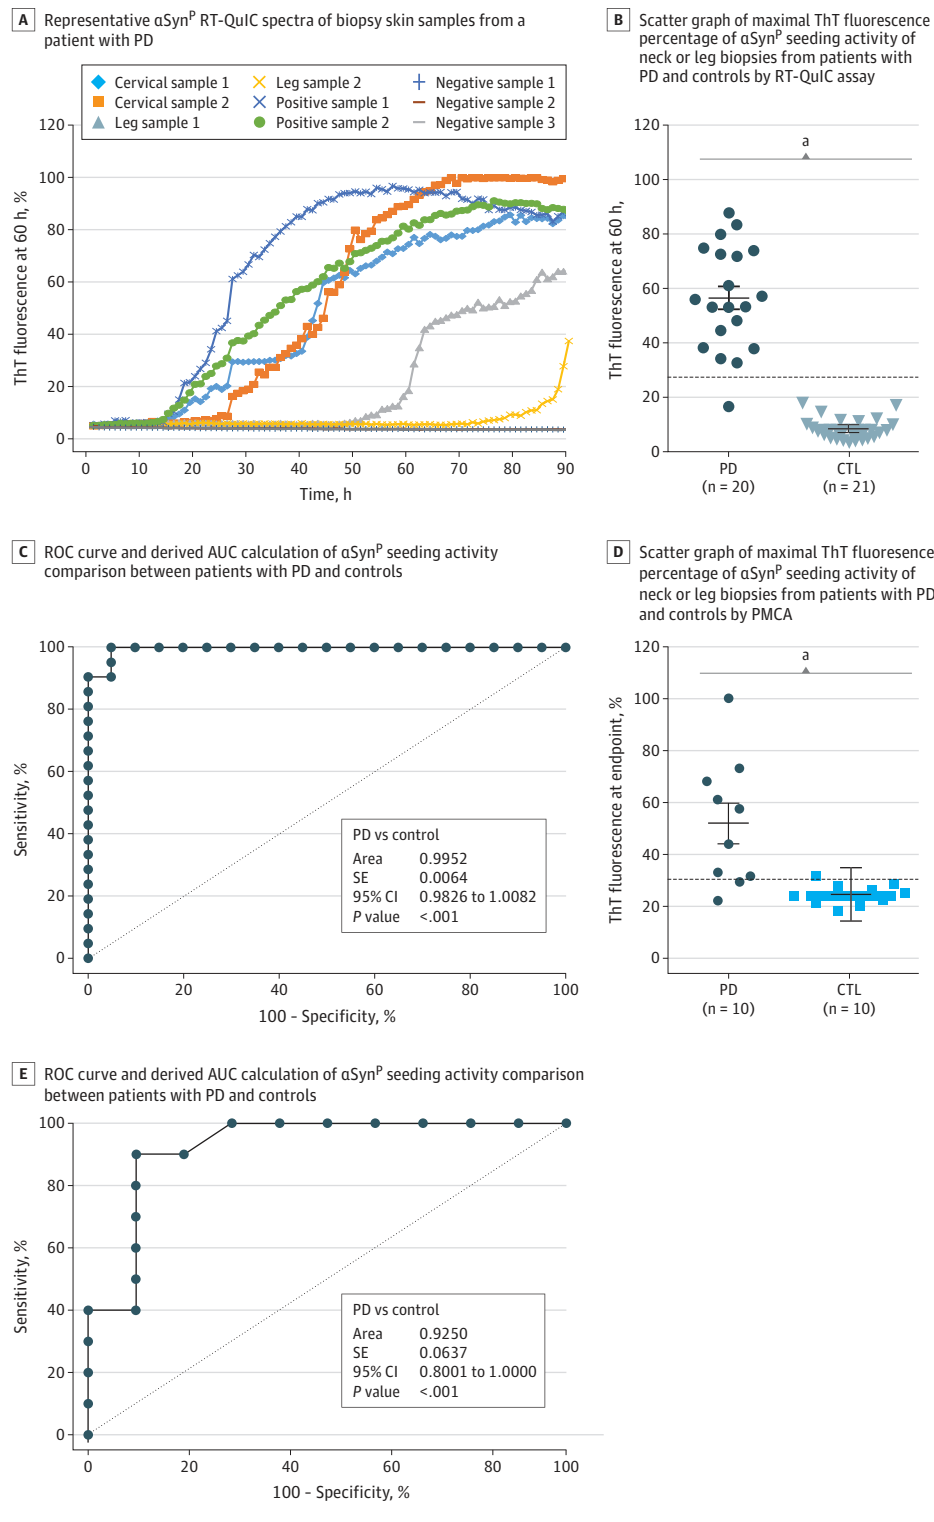 A Representative αSynP RT-QuIC spectra of biopsy skin samples from a
patient with PD
Cervical sample 1
Cervical sample 2
Leg sample 1
Leg sample 2
Positive sample 1
Positive sample 2
Negative sample 1
Negative sample 2
Negative sample 3
ThT fluorescence at 60 h, %
120
100
80
60
40
20
0
0 10 20 30 40 50 60 70 80 90
Time, h
B Scatter graph of maximal ThT fluorescence
percentage of αSynP seeding activity of
neck or leg biopsies from patients with
PD and controls by RT-QuIC assay
ThT fluorescence at 60 h,
120
100
80
60
40
20
0
a
PD
(n = 20)
CTL
(n = 21)
C ROC curve and derived AUC calculation of αSynP seeding activity
comparison between patients with PD and controls
Sensitivity, %
100
80
60
40
20
0
PD vs control
Area 0.9952
SE 0.0064
95% CI 0.9826 to 1.0082
P value <.001
0 20 40 60 80 100
100 - Specificity, %
D Scatter graph of maximal ThT fluoresence
percentage of αSynP seeding activity of
neck or leg biopsies from patients with PD
and controls by PMCA
ThT fluorescence at endpoint, %
120
100
80
60
40
20
0
a
PD
(n = 10)
CTL
(n = 10)
E ROC curve and derived AUC calculation of αSynP seeding activity comparison
between patients with PD and controls
Sensitivity, %
100
80
60
40
20
0
PD vs control
Area 0.9250
SE 0.0637
95% CI 0.8001 to 1.0000
P value <.001
0 20 40 60 80 100
100 - Specificity, %